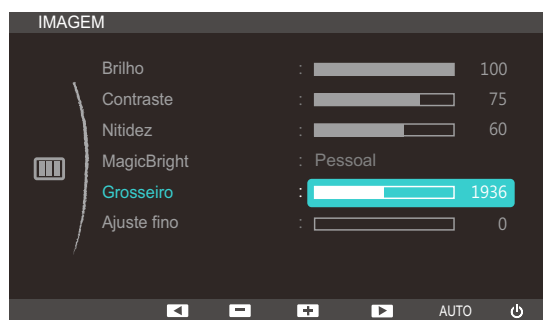 IMAGEM
Brilho : 100
Contraste : 75
Nitidez : 60
MagicBright : Pessoal
Grosseiro : 1936
Ajuste fino : 0
AUTO